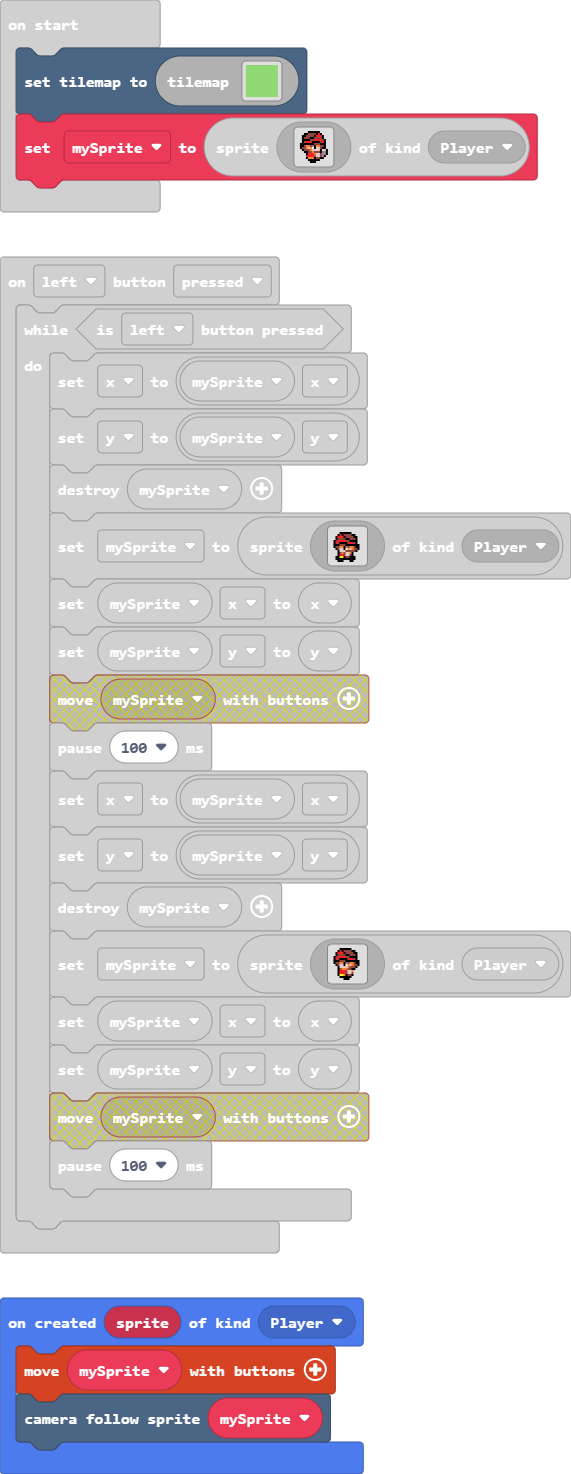 on start
set tilemap to tilemap
set mySprite to sprite of kind Player
on left button pressed
while is left button pressed
do
set x to mySprite x
set y to mySprite y
destroy mySprite
set mySprite to sprite of kind Player
set mySprite x to x
set mySprite y to y
move mySprite with buttons
pause 100 ms
set x to mySprite x
set y to mySprite y
destroy mySprite
set mySprite to sprite of kind Player
set mySprite x to x
set mySprite y to y
move mySprite with buttons
pause 100 ms
on created sprite of kind Player
move mySprite with buttons
camera follow sprite mySprite